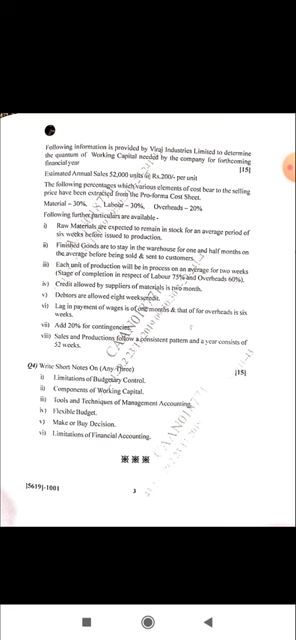 Following information is provided by Viraj Industries Limited to determine
the quantum of Working Capital needed by the company for forthcoming
financial year [15]
Estimated Annual Sales 52,000 units at Rs.200/- per unit
The following percentages which various elements of cost bear to the selling
price have been extracted from the Pro-forma Cost Sheet.
Material – 30%, Labour – 30%, Overheads – 20%
Following further particulars are available -
i) Raw Materials are expected to remain in stock for an average period of
six weeks before issued to production.
ii) Finished Goods are to stay in the warehouse for one and half months on
the average before being sold & sent to customers.
iii) Each unit of production will be in process on an average for two weeks
(Stage of completion in respect of Labour 75% and Overheads 60%).
iv) Credit allowed by suppliers of materials is two month.
v) Debtors are allowed eight weeks credit.
vi) Lag in payment of wages is of one months & that of for overheads is six
weeks.
vii) Add 20% for contingencies
viii) Sales and Productions follow a consistent pattern and a year consists of
52 weeks.
Q4) Write Short Notes On (Any Three) [15]
i) Limitations of Budgetary Control.
ii) Components of Working Capital.
iii) Tools and Techniques of Management Accounting.
iv) Flexible Budget.
v) Make or Buy Decision.
vi) Limitations of Financial Accounting.
[5619]-1001
3